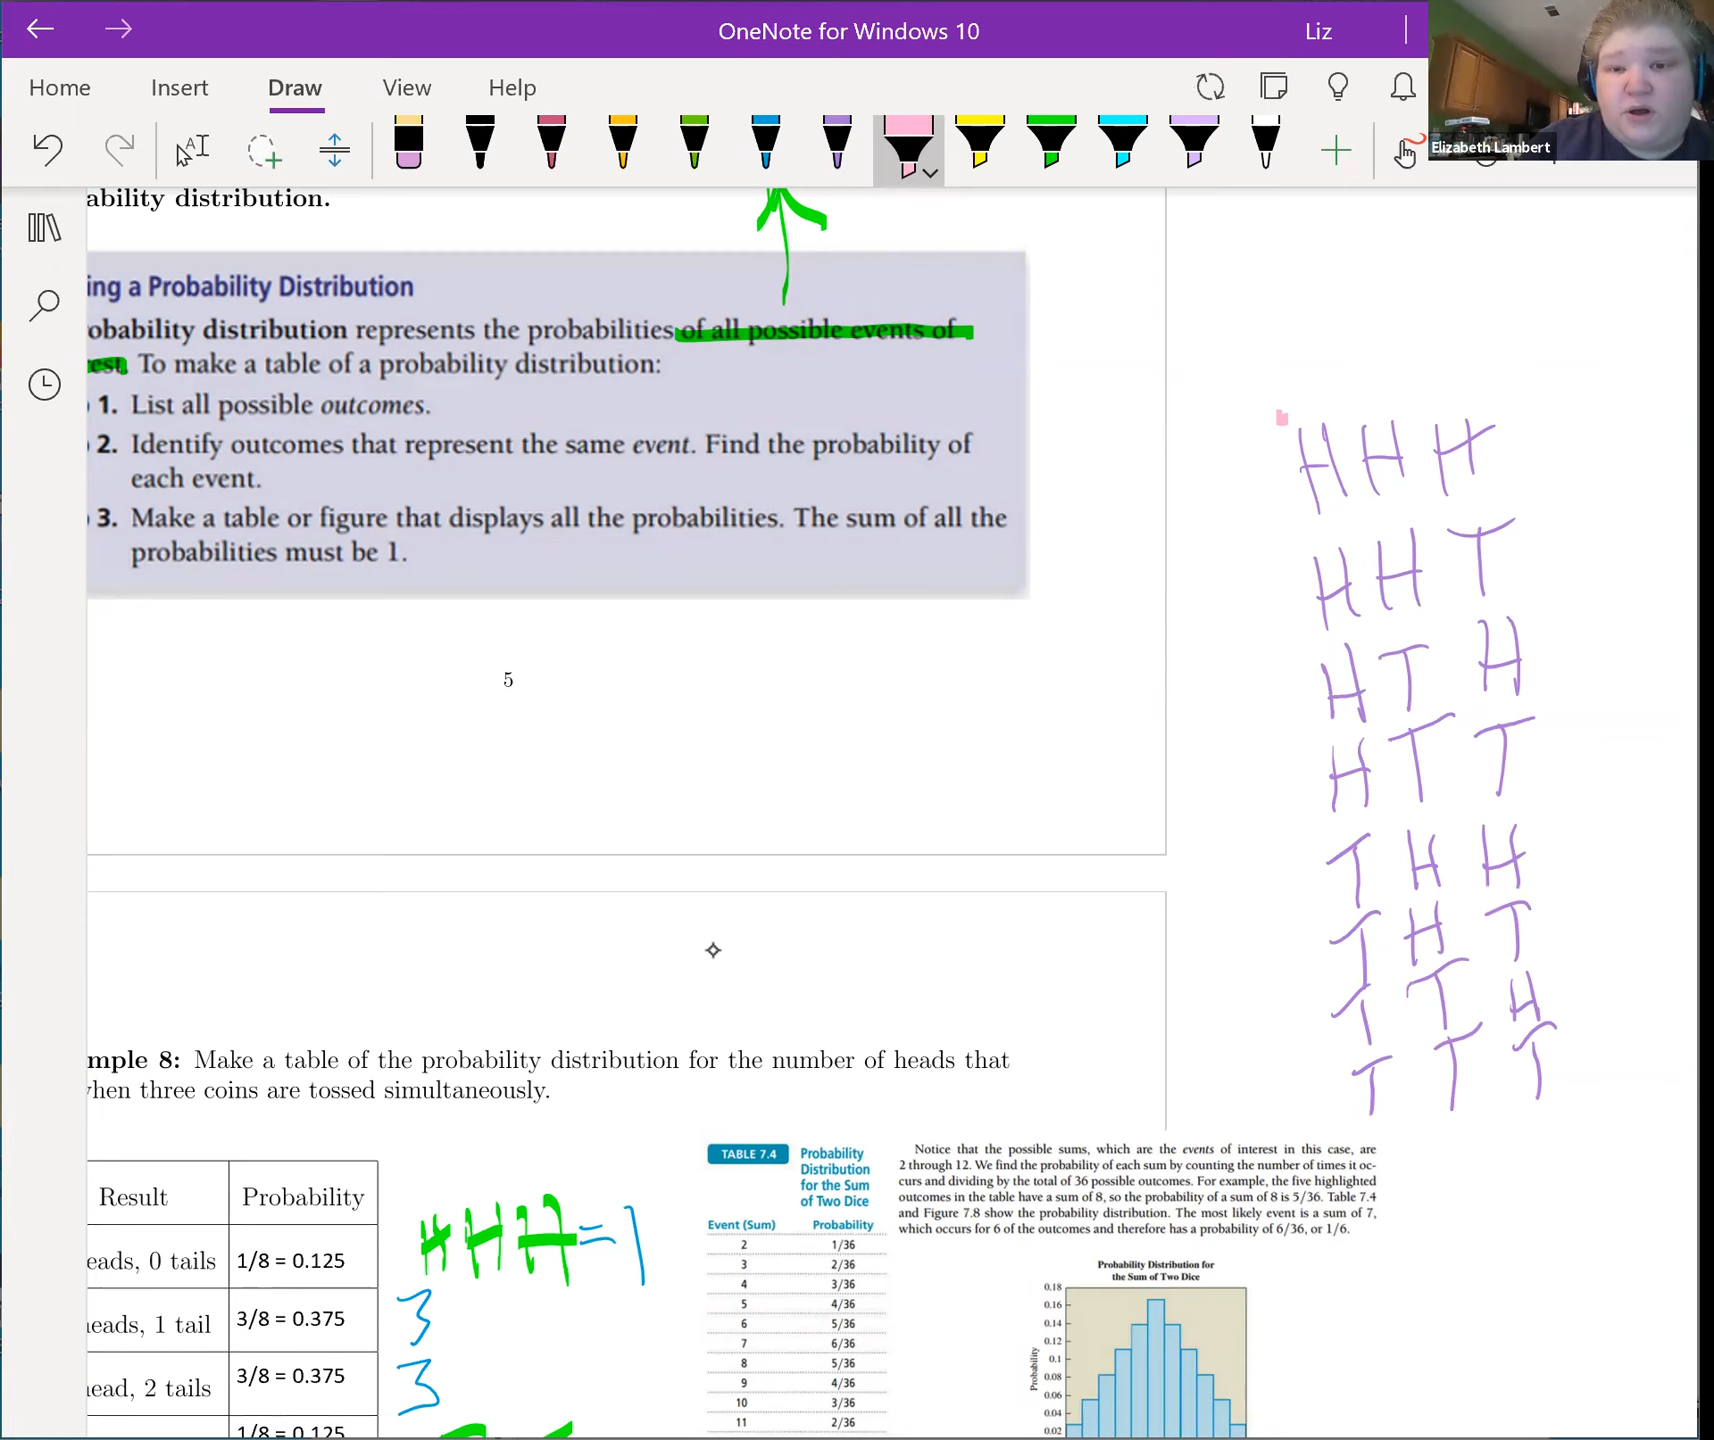 OneNote for Windows 10
Liz
Home Insert Draw View Help
Elizabeth Lambert
ability distribution.
ing a Probability Distribution
obability distribution represents the probabilities of all possible events of
est. To make a table of a probability distribution:
1. List all possible outcomes.
2. Identify outcomes that represent the same event. Find the probability of
each event.
3. Make a table or figure that displays all the probabilities. The sum of all the
probabilities must be 1.
5
H H H
H H T
H T H
H T T
T H H
T H T
T T H
T T T
mple 8: Make a table of the probability distribution for the number of heads that
hen three coins are tossed simultaneously.
Result Probability
eads, 0 tails 1/8 = 0.125
eads, 1 tail 3/8 = 0.375
ead, 2 tails 3/8 = 0.375
1/8 = 0.125
H H H = 1
3
3
TABLE 7.4 Probability
Distribution
for the Sum
of Two Dice
Event (Sum) Probability
2 1/36
3 2/36
4 3/36
5 4/36
6 5/36
7 6/36
8 5/36
9 4/36
10 3/36
11 2/36
Notice that the possible sums, which are the events of interest in this case, are
2 through 12. We find the probability of each sum by counting the number of times it oc-
curs and dividing by the total of 36 possible outcomes. For example, the five highlighted
outcomes in the table have a sum of 8, so the probability of a sum of 8 is 5/36. Table 7.4
and Figure 7.8 show the probability distribution. The most likely event is a sum of 7,
which occurs for 6 of the outcomes and therefore has a probability of 6/36, or 1/6.
Probability Distribution for
the Sum of Two Dice
Probability
0.18
0.16
0.14
0.12
0.1
0.08
0.06
0.04
0.02